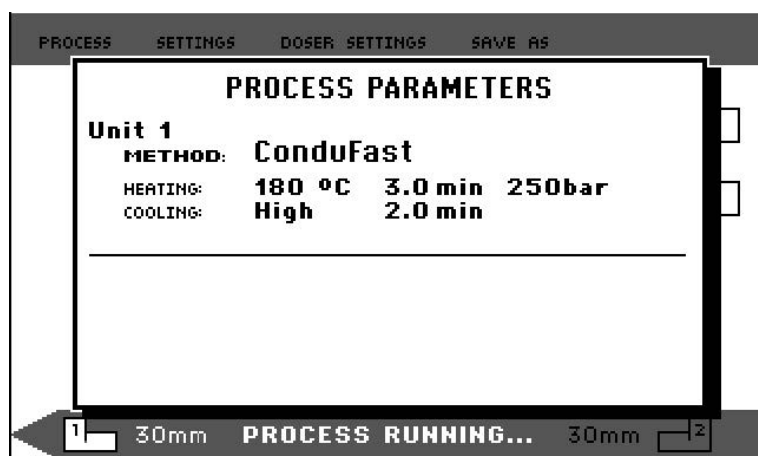 PROCESS SETTINGS DOSER SETTINGS SAVE AS
PROCESS PARAMETERS
Unit 1
METHOD: ConduFast
HEATING: 180 ºC 3.0 min 250bar
COOLING: High 2.0 min
1 30mm PROCESS RUNNING... 30mm 2